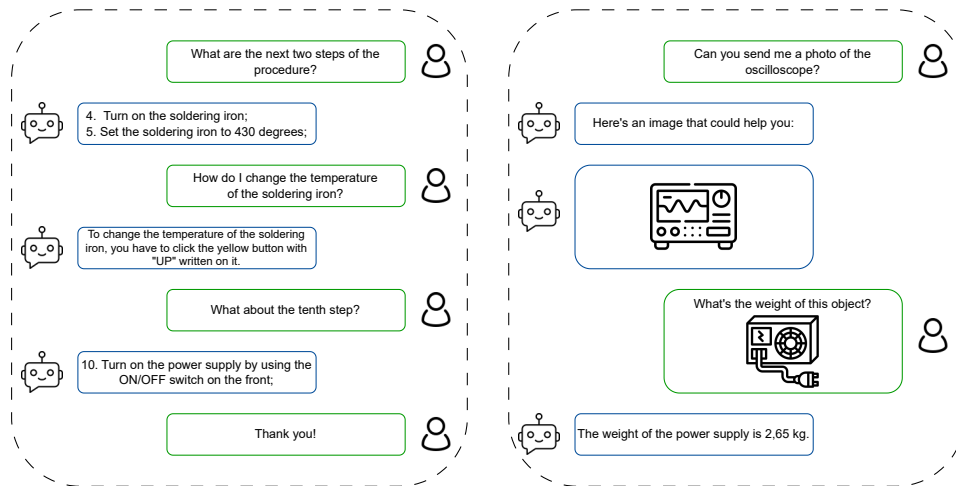 What are the next two steps of the
procedure?
4. Turn on the soldering iron;
5. Set the soldering iron to 430 degrees;
How do I change the temperature
of the soldering iron?
To change the temperature of the soldering
iron, you have to click the yellow button with
"UP" written on it.
What about the tenth step?
10. Turn on the power supply by using the
ON/OFF switch on the front;
Thank you!
Can you send me a photo of the
oscilloscope?
Here's an image that could help you:
What's the weight of this object?
The weight of the power supply is 2,65 kg.